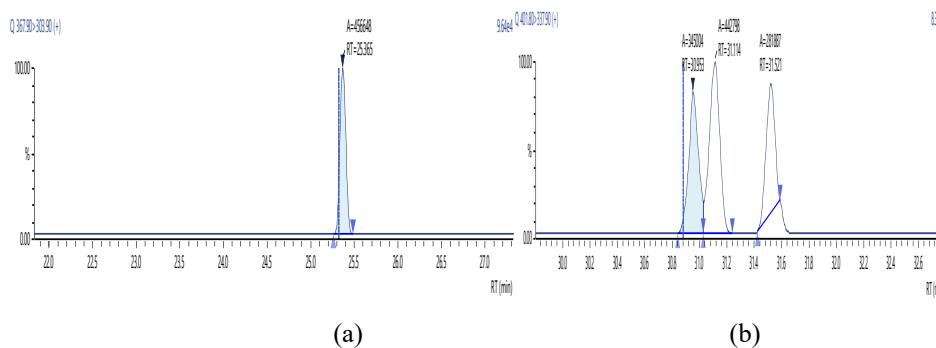 Q 367.90>303.90 (+)
9.64e4
A=456648
RT=25.365
100.00
%
0.00
22.0 22.5 23.0 23.5 24.0 24.5 25.0 25.5 26.0 26.5 27.0
RT (min)
(a)
Q 401.80>337.90 (+)
8.3
A=345004
RT=30.953
A=442798
RT=31.114
A=281887
RT=31.521
100.00
%
0.00
30.0 30.2 30.4 30.6 30.8 31.0 31.2 31.4 31.6 31.8 32.0 32.2 32.4 32.6
(b)